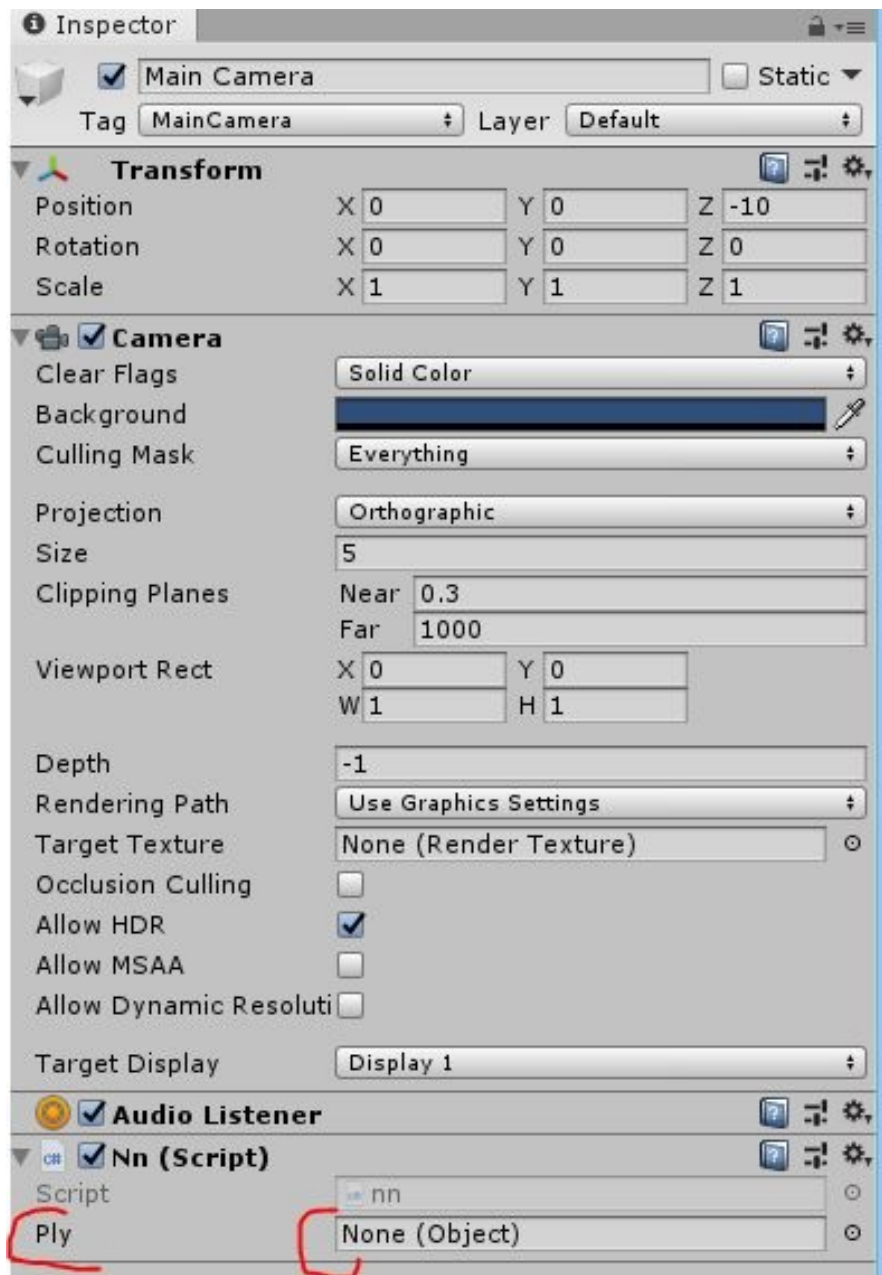 Inspector
Main Camera Static
Tag MainCamera Layer Default
Transform
Position X 0 Y 0 Z -10
Rotation X 0 Y 0 Z 0
Scale X 1 Y 1 Z 1
Camera
Clear Flags Solid Color
Background
Culling Mask Everything
Projection Orthographic
Size 5
Clipping Planes Near 0.3
Far 1000
Viewport Rect X 0 Y 0
W 1 H 1
Depth -1
Rendering Path Use Graphics Settings
Target Texture None (Render Texture)
Occlusion Culling
Allow HDR
Allow MSAA
Allow Dynamic Resoluti
Target Display Display 1
Audio Listener
C# Nn (Script)
Script nn
Ply None (Object)